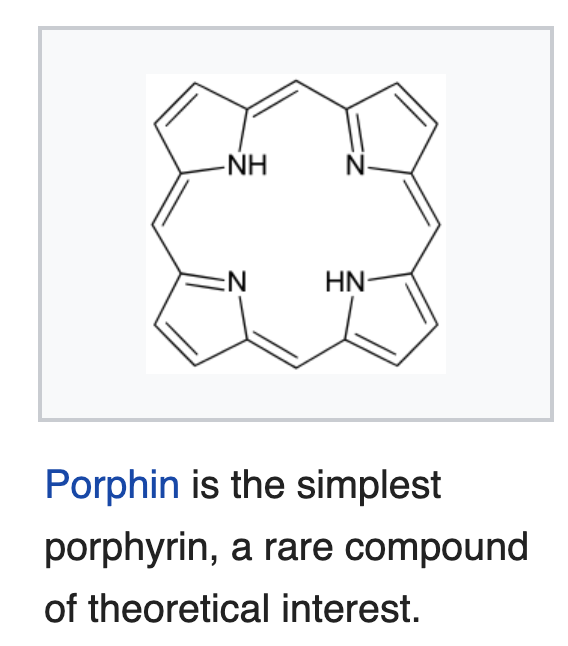 NH N
N HN
Porphin is the simplest
porphyrin, a rare compound
of theoretical interest.